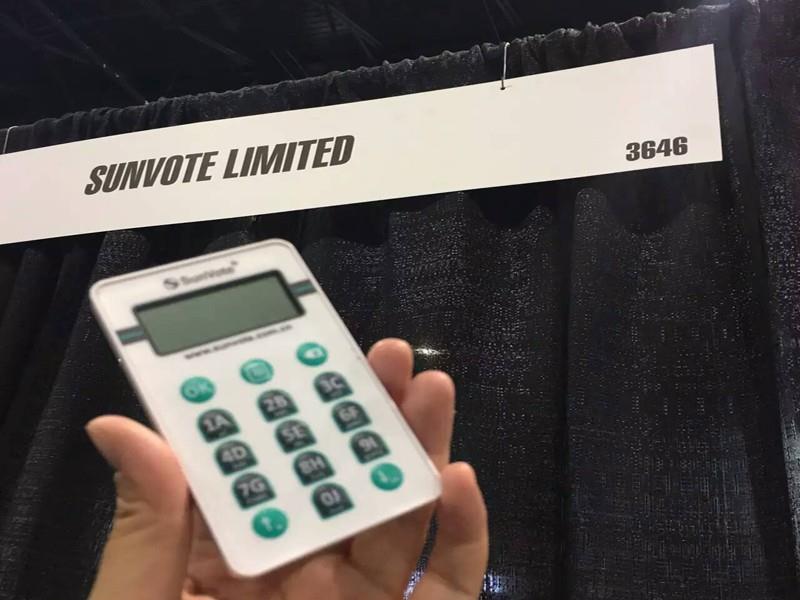 SUNVOTE LIMITED
3646
SunVote
www.sunvote.com.cn
OK
1A 2B 3C
4D 5E 6F
7G 8H 9I
0J